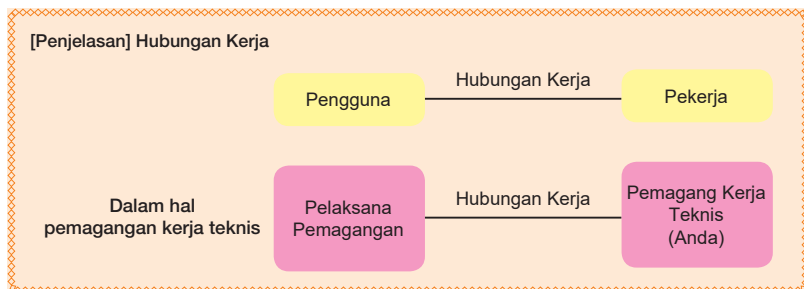 [Penjelasan] Hubungan Kerja
Pengguna
Hubungan Kerja
Pekerja
Dalam hal
pemagangan kerja teknis
Pelaksana
Pemagangan
Hubungan Kerja
Pemagang Kerja
Teknis
(Anda)